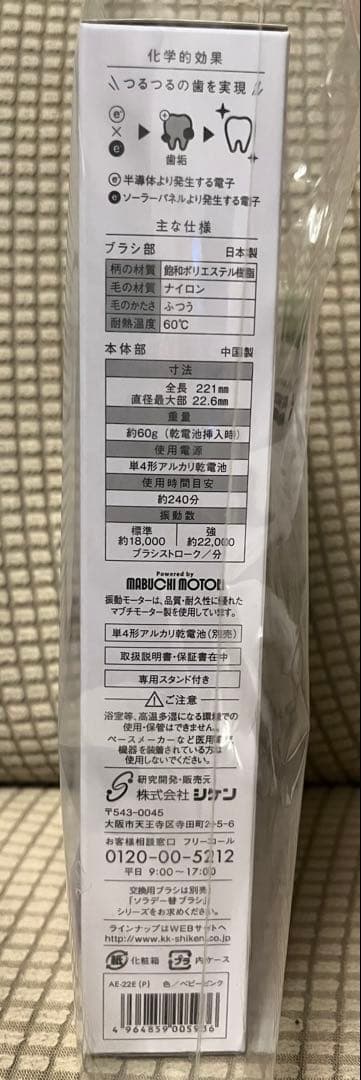 化学的効果
つるつるの歯を実現
e
×
e
歯垢
e 半導体より発生する電子
e ソーラーパネルより発生する電子
主な仕様
ブラシ部 日本製
柄の材質 飽和ポリエステル樹脂
毛の材質 ナイロン
毛のかたさ ふつう
耐熱温度 60℃
本体部 中国製
寸法
全長 221mm
直径最大部 22.6mm
重量
約60g（乾電池挿入時）
使用電源
単4形アルカリ乾電池
使用時間目安
約240分
振動数
標準 強
約18,000 約22,000
ブラシストローク／分
Powered by
MABUCHI MOTOR
振動モーターは、品質・耐久性に優れた
マブチモーター製を使用しています。
単4形アルカリ乾電池（別売）
取扱説明書・保証書在中
専用スタンド付き
ご注意
浴室等、高温多湿になる環境での
使用・保管はできません。
ペースメーカーなど医用電気
機器を装着されている方は
使用しないでください。
研究開発・販売元
株式会社シケン
〒543-0045
大阪市天王寺区寺田町2-5-6
お客様相談窓口 フリーコール
0120-00-5212
平日 9:00〜17:00
交換用ブラシは別売
「ソラデー替ブラシ」
シリーズをお求めください。
ラインナップはWEBサイトへ
http://www.kk-shiken.co.jp
紙 化粧箱 プラ 内ケース
AE-22E（P） 色／ベビーピンク
4 964859 005936